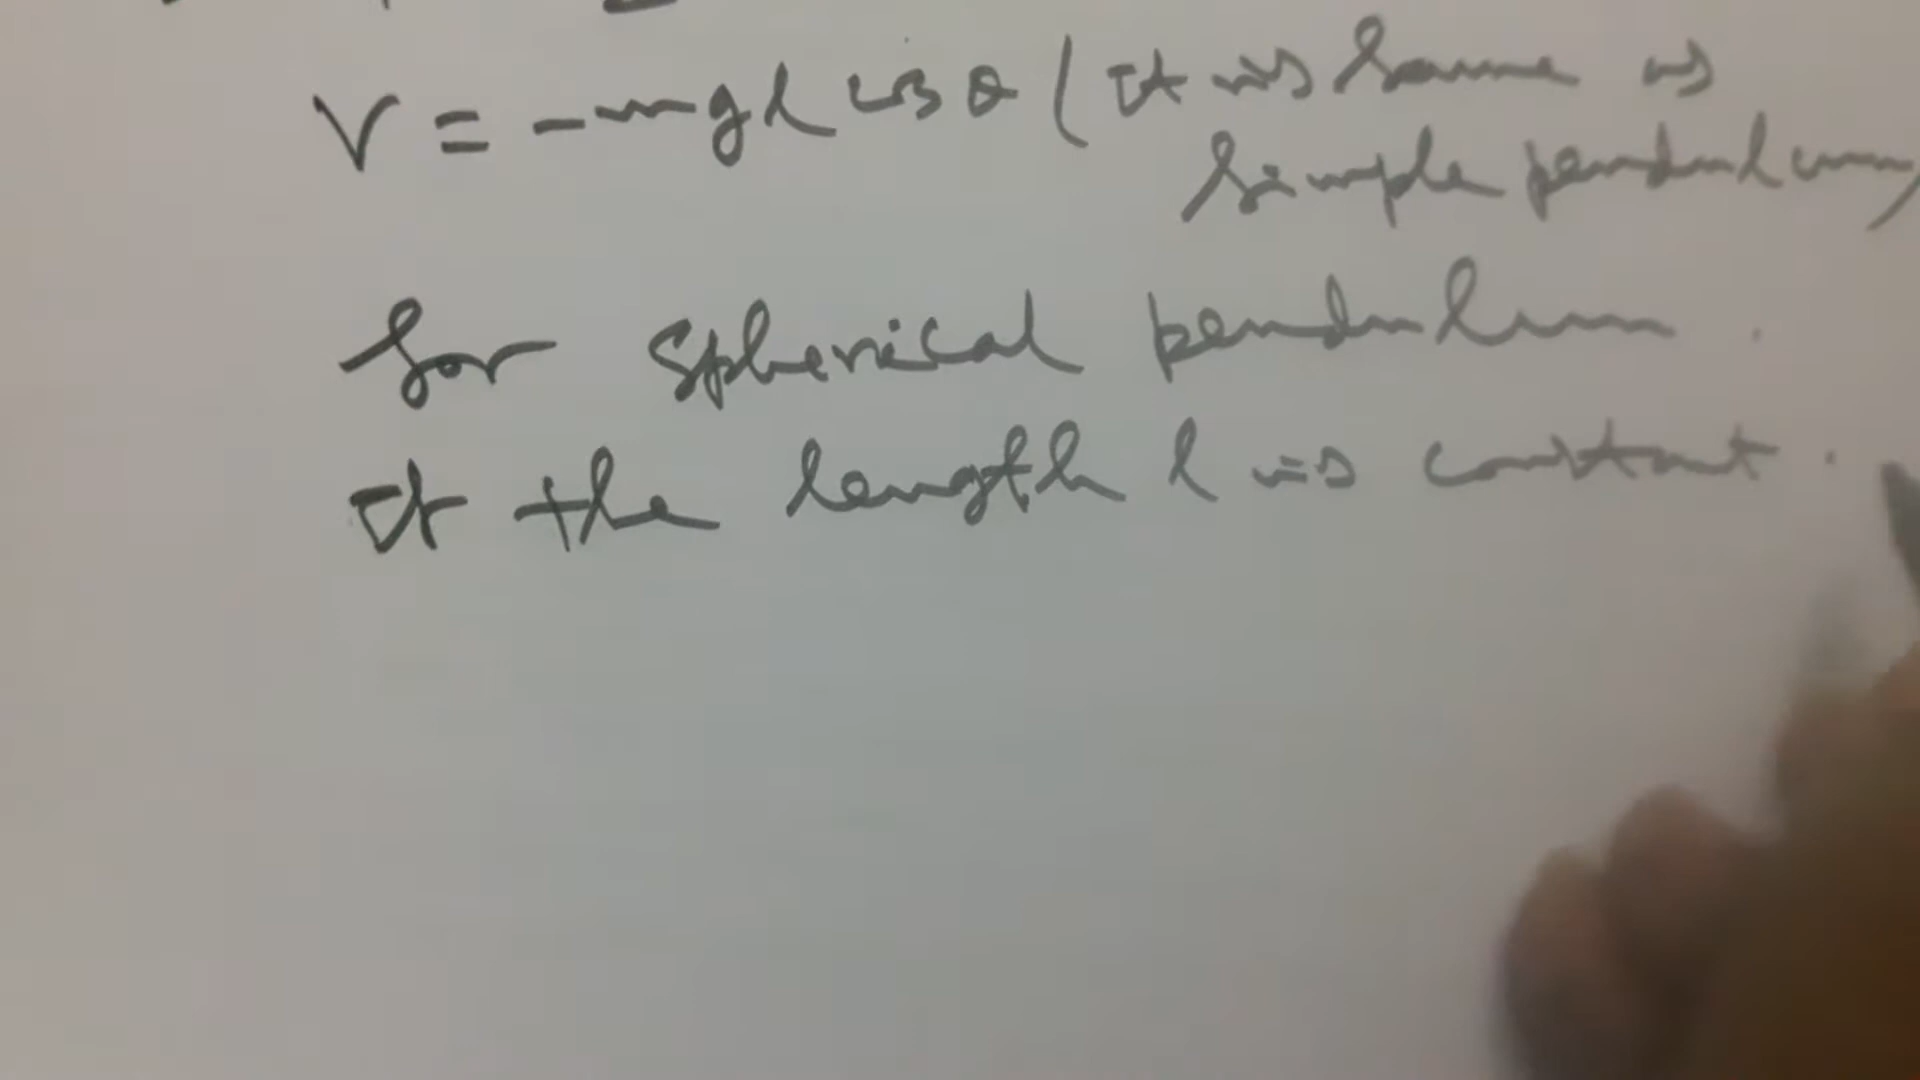 V = -mgl cos θ (It is same as
simple pendulum)
for spherical pendulum.
If the length l is constant.